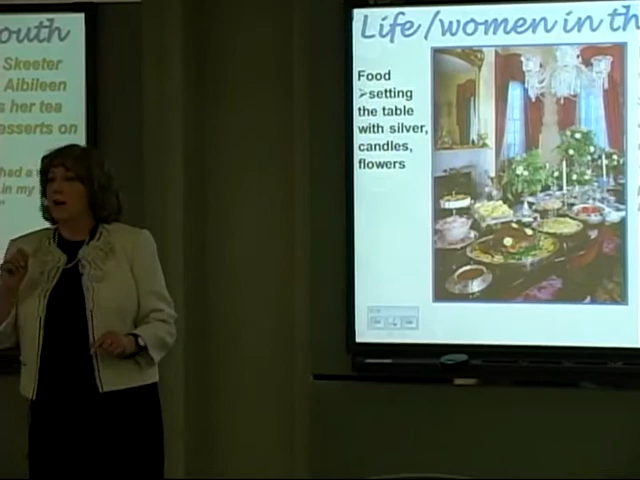 outh
Skeeter
Aibileen
s her tea
esserts on
had a
in my
"
Life/women in th
Food
➢setting
the table
with silver,
candles,
flowers